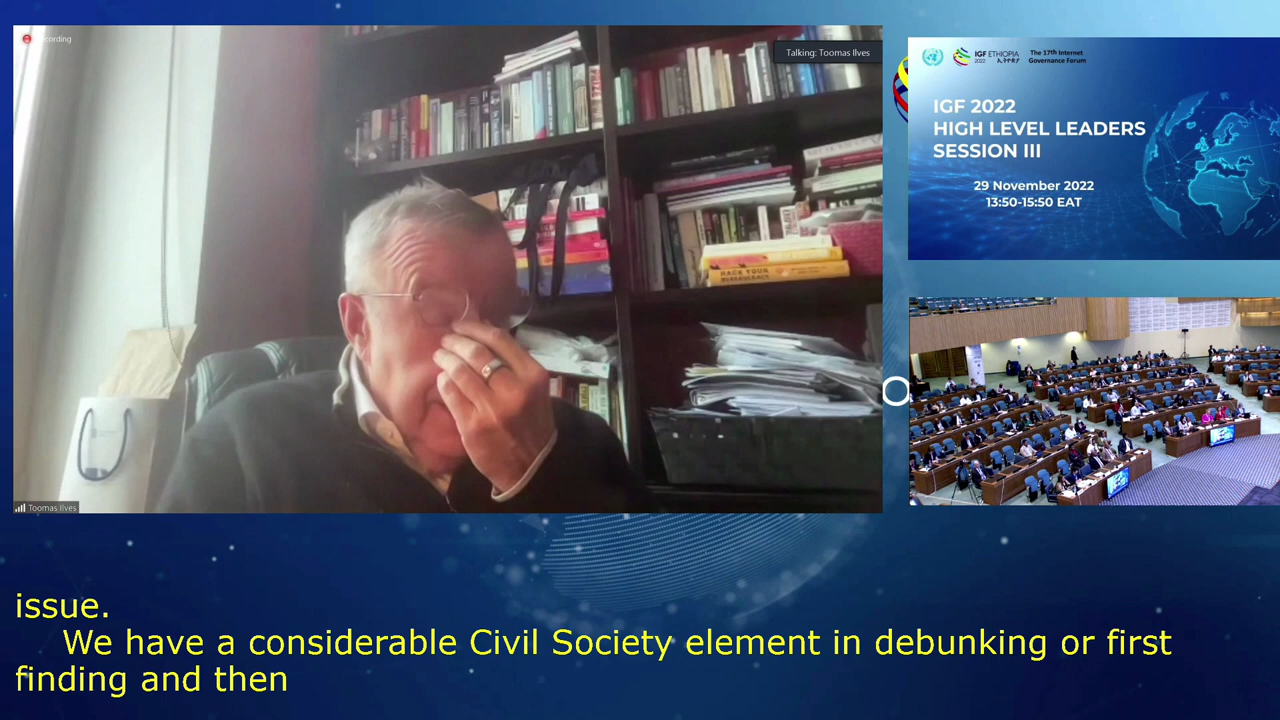 Talking: Toomas Ilves
HACK YOUR
BUREAUCRACY
Toomas Ilves
IGF ETHIOPIA
2022 ኢትዮጵያ
The 17th Internet
Governance Forum
IGF 2022
HIGH LEVEL LEADERS
SESSION III
29 November 2022
13:50-15:50 EAT
issue.
We have a considerable Civil Society element in debunking or first
finding and then